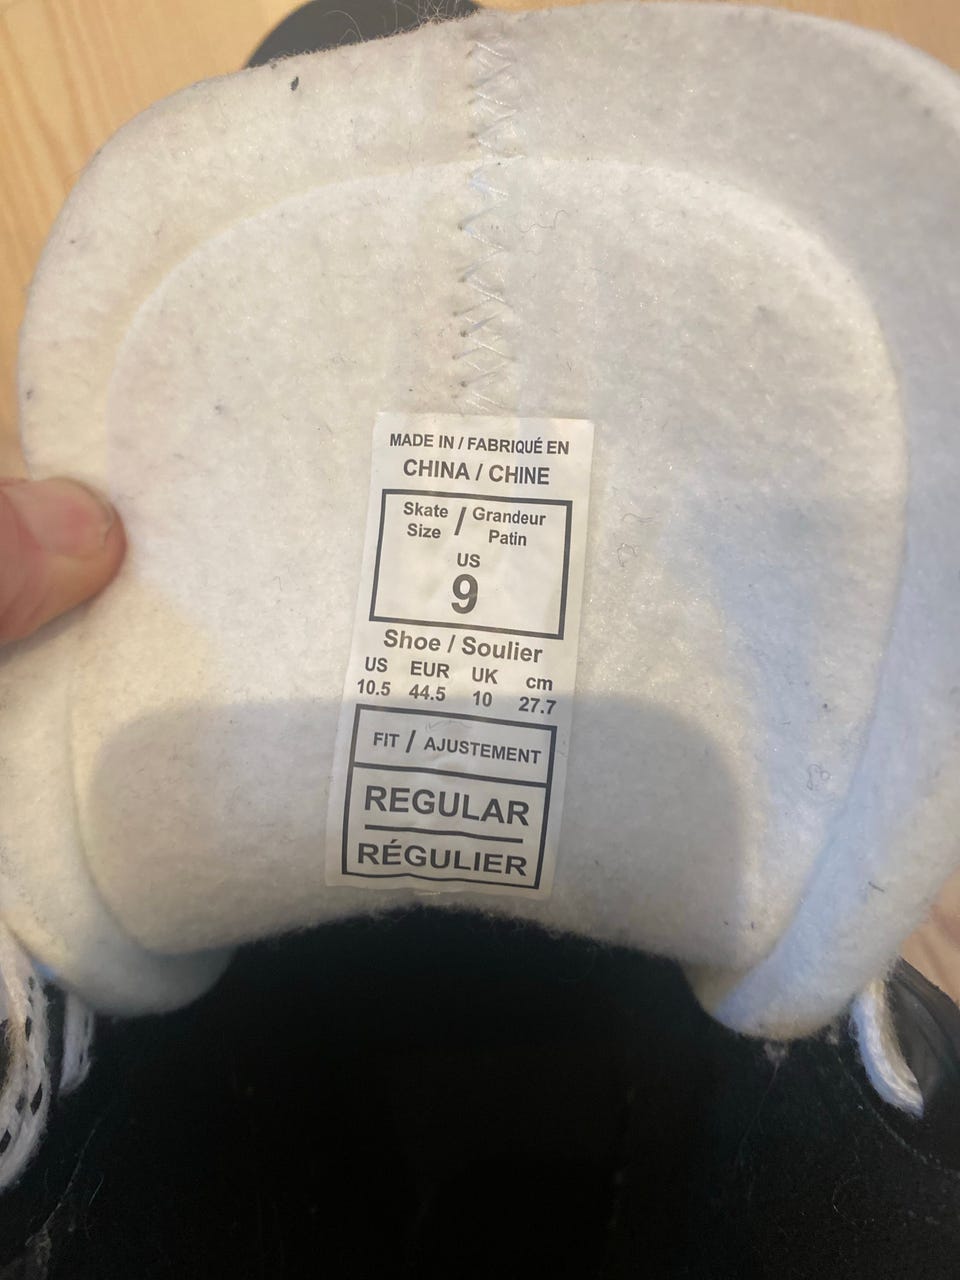 MADE IN / FABRIQUÉ EN
CHINA / CHINE
Skate Size / Grandeur Patin
US
9
Shoe / Soulier
US EUR UK cm
10.5 44.5 10 27.7
FIT / AJUSTEMENT
REGULAR
RÉGULIER